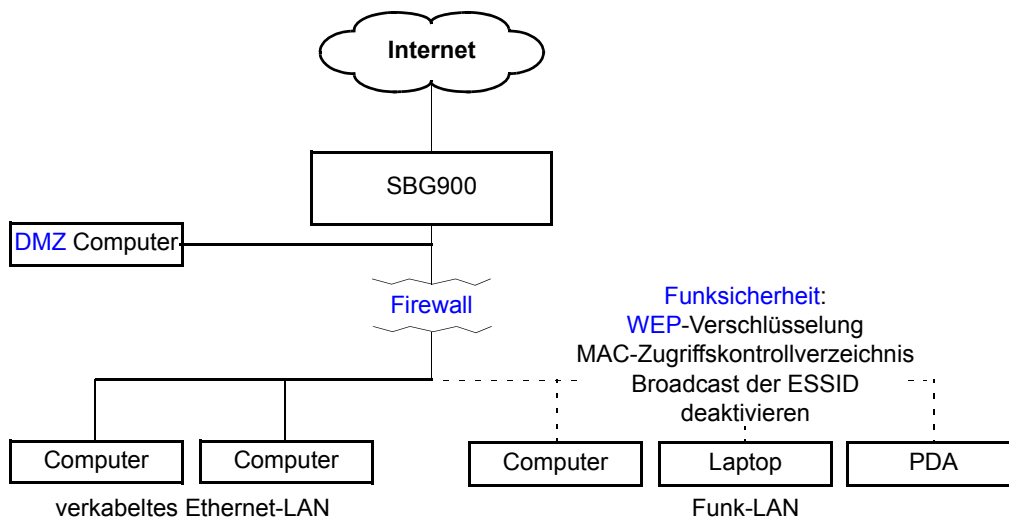 Internet
SBG900
DMZ Computer
Firewall
Funksicherheit:
WEP-Verschlüsselung
MAC-Zugriffskontrollverzeichnis
Broadcast der ESSID
deaktivieren
Computer
Computer
Computer
Laptop
PDA
verkabeltes Ethernet-LAN
Funk-LAN